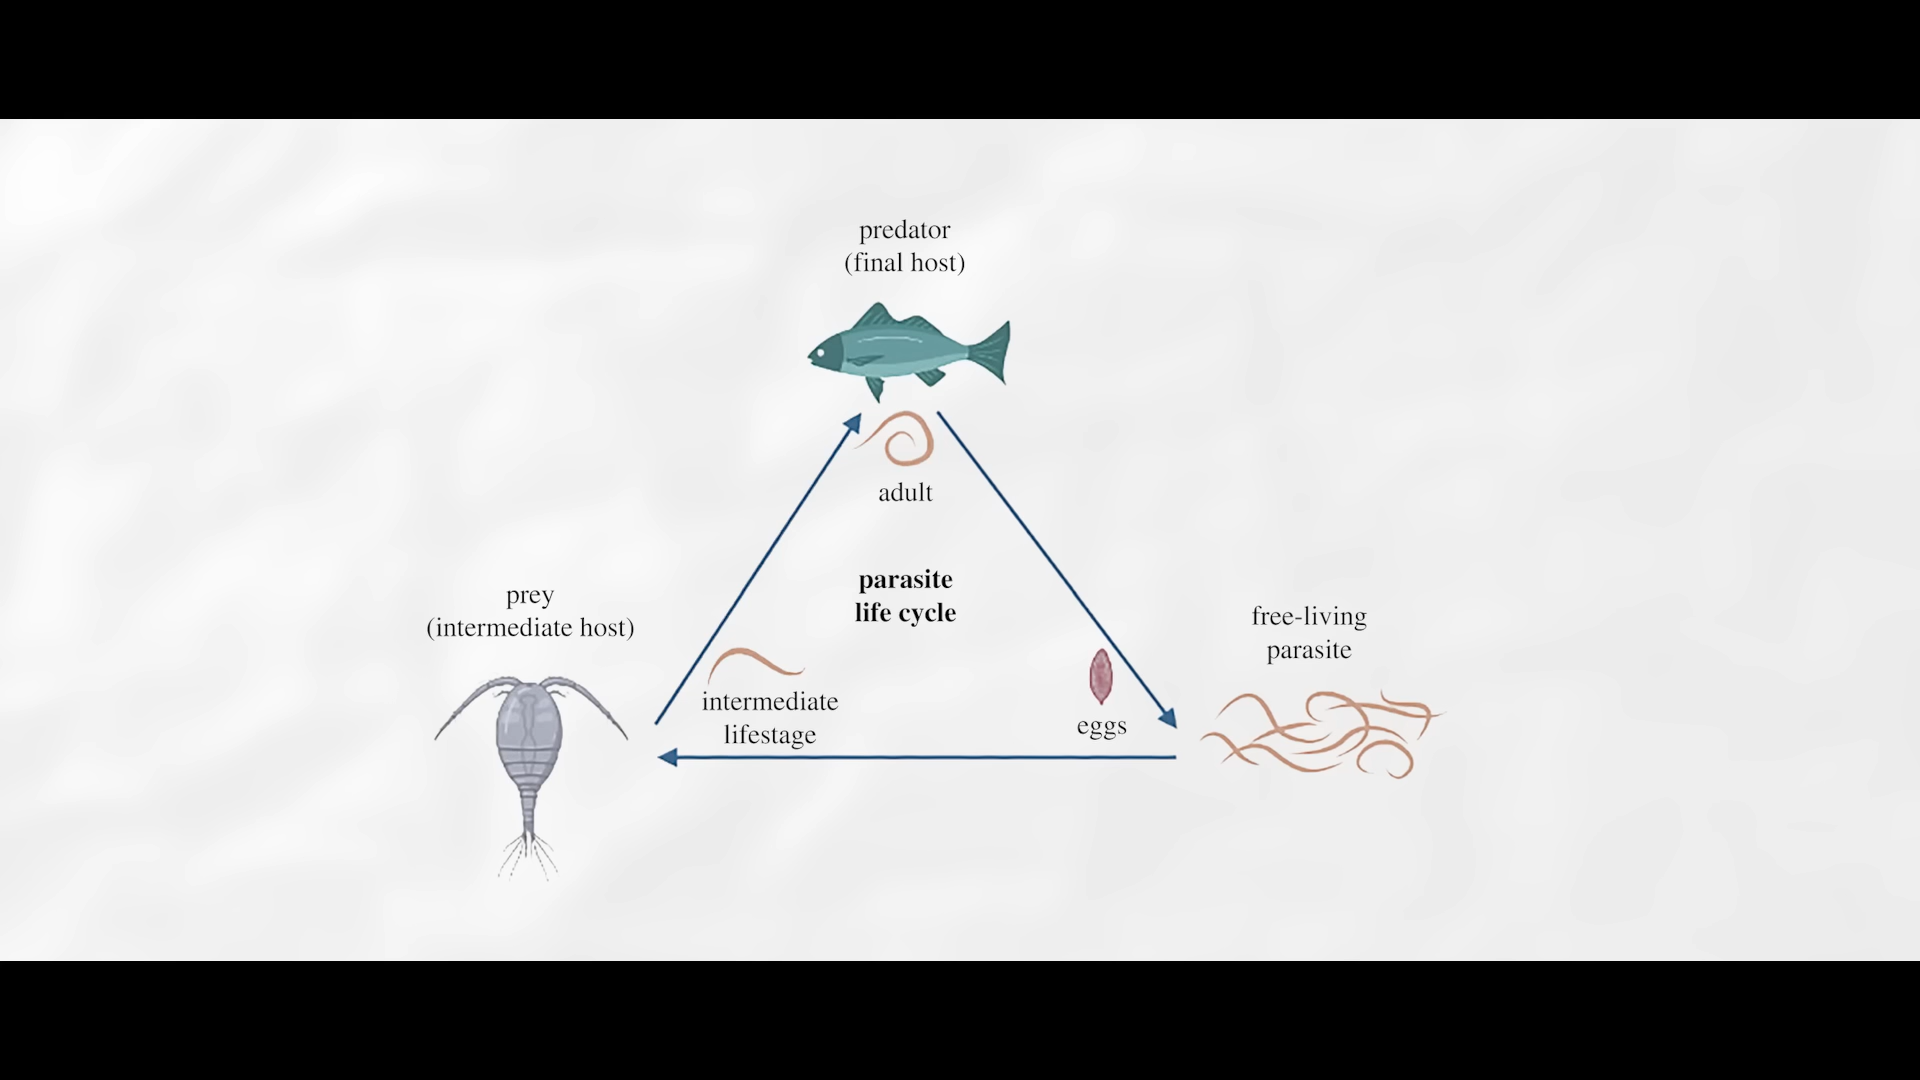 predator
(final host)
adult
parasite
life cycle
prey
(intermediate host)
free-living
parasite
intermediate
lifestage
eggs